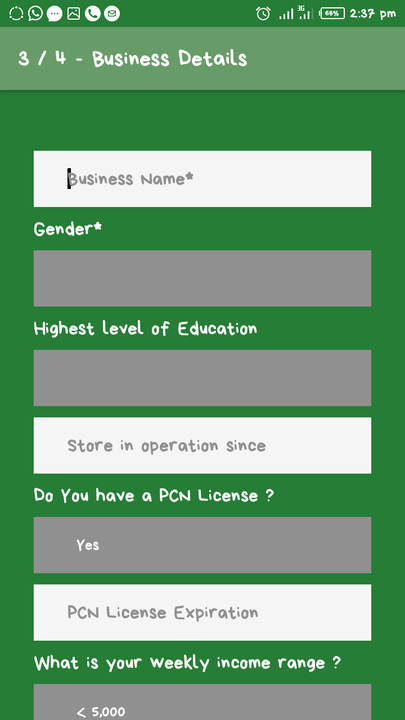 3G 68% 2:37 pm
3 / 4 - Business Details
Business Name*
Gender*
Highest level of Education
Store in operation since
Do You have a PCN License ?
Yes
PCN License Expiration
What is your weekly income range ?
< 5,000